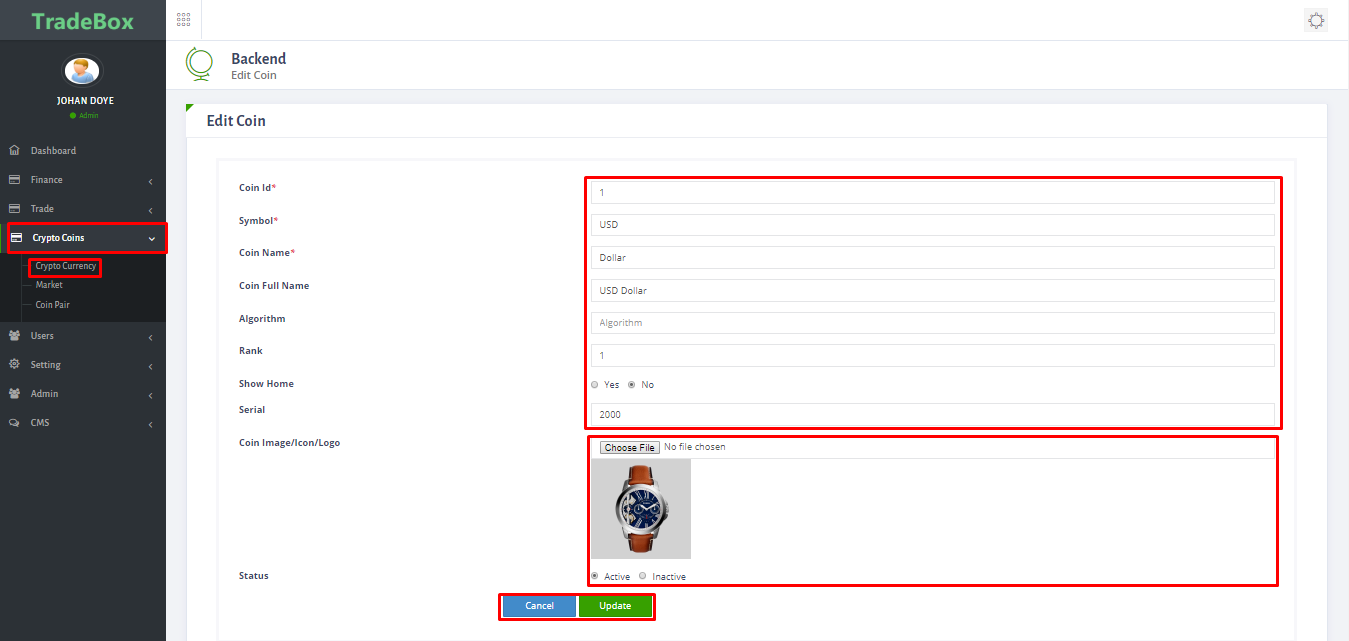 TradeBox
JOHAN DOYE
Admin
Dashboard
Finance
Trade
Crypto Coins
Crypto Currency
Market
Coin Pair
Users
Setting
Admin
CMS
Backend
Edit Coin
Edit Coin
Coin Id* 1
Symbol* USD
Coin Name* Dollar
Coin Full Name USD Dollar
Algorithm Algorithm
Rank 1
Show Home Yes No
Serial 2000
Coin Image/Icon/Logo Choose File No file chosen
Status Active Inactive
Cancel Update